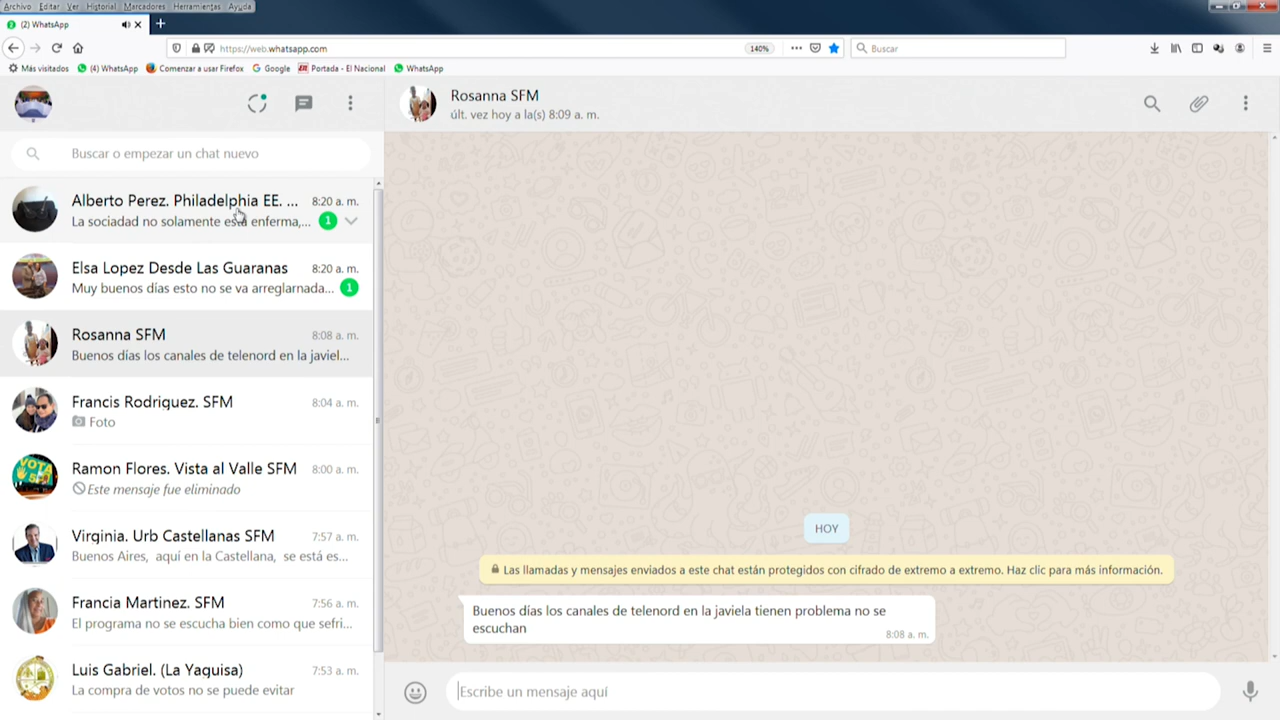 Archivo Editar Ver Historial Marcadores Herramientas Ayuda
(2) WhatsApp
https://web.whatsapp.com
140%
Buscar
Más visitados (4) WhatsApp Comenzar a usar Firefox Google Portada - El Nacional WhatsApp
Rosanna SFM
últ. vez hoy a la(s) 8:09 a. m.
Buscar o empezar un chat nuevo
Alberto Perez. Philadelphia EE. ... 8:20 a. m.
La sociadad no solamente está enferma,... 1
Elsa Lopez Desde Las Guaranas 8:20 a. m.
Muy buenos días esto no se va arreglarnada... 1
Rosanna SFM 8:08 a. m.
Buenos días los canales de telenord en la javiel...
Francis Rodriguez. SFM 8:04 a. m.
Foto
Ramon Flores. Vista al Valle SFM 8:00 a. m.
Este mensaje fue eliminado
Virginia. Urb Castellanas SFM 7:57 a. m.
Buenos Aires, aquí en la Castellana, se está es...
Francia Martinez. SFM 7:56 a. m.
El programa no se escucha bien como que sefri...
Luis Gabriel. (La Yaguisa) 7:53 a. m.
La compra de votos no se puede evitar
HOY
Las llamadas y mensajes enviados a este chat están protegidos con cifrado de extremo a extremo. Haz clic para más información.
Buenos días los canales de telenord en la javiela tienen problema no se
escuchan
8:08 a. m.
Escribe un mensaje aquí